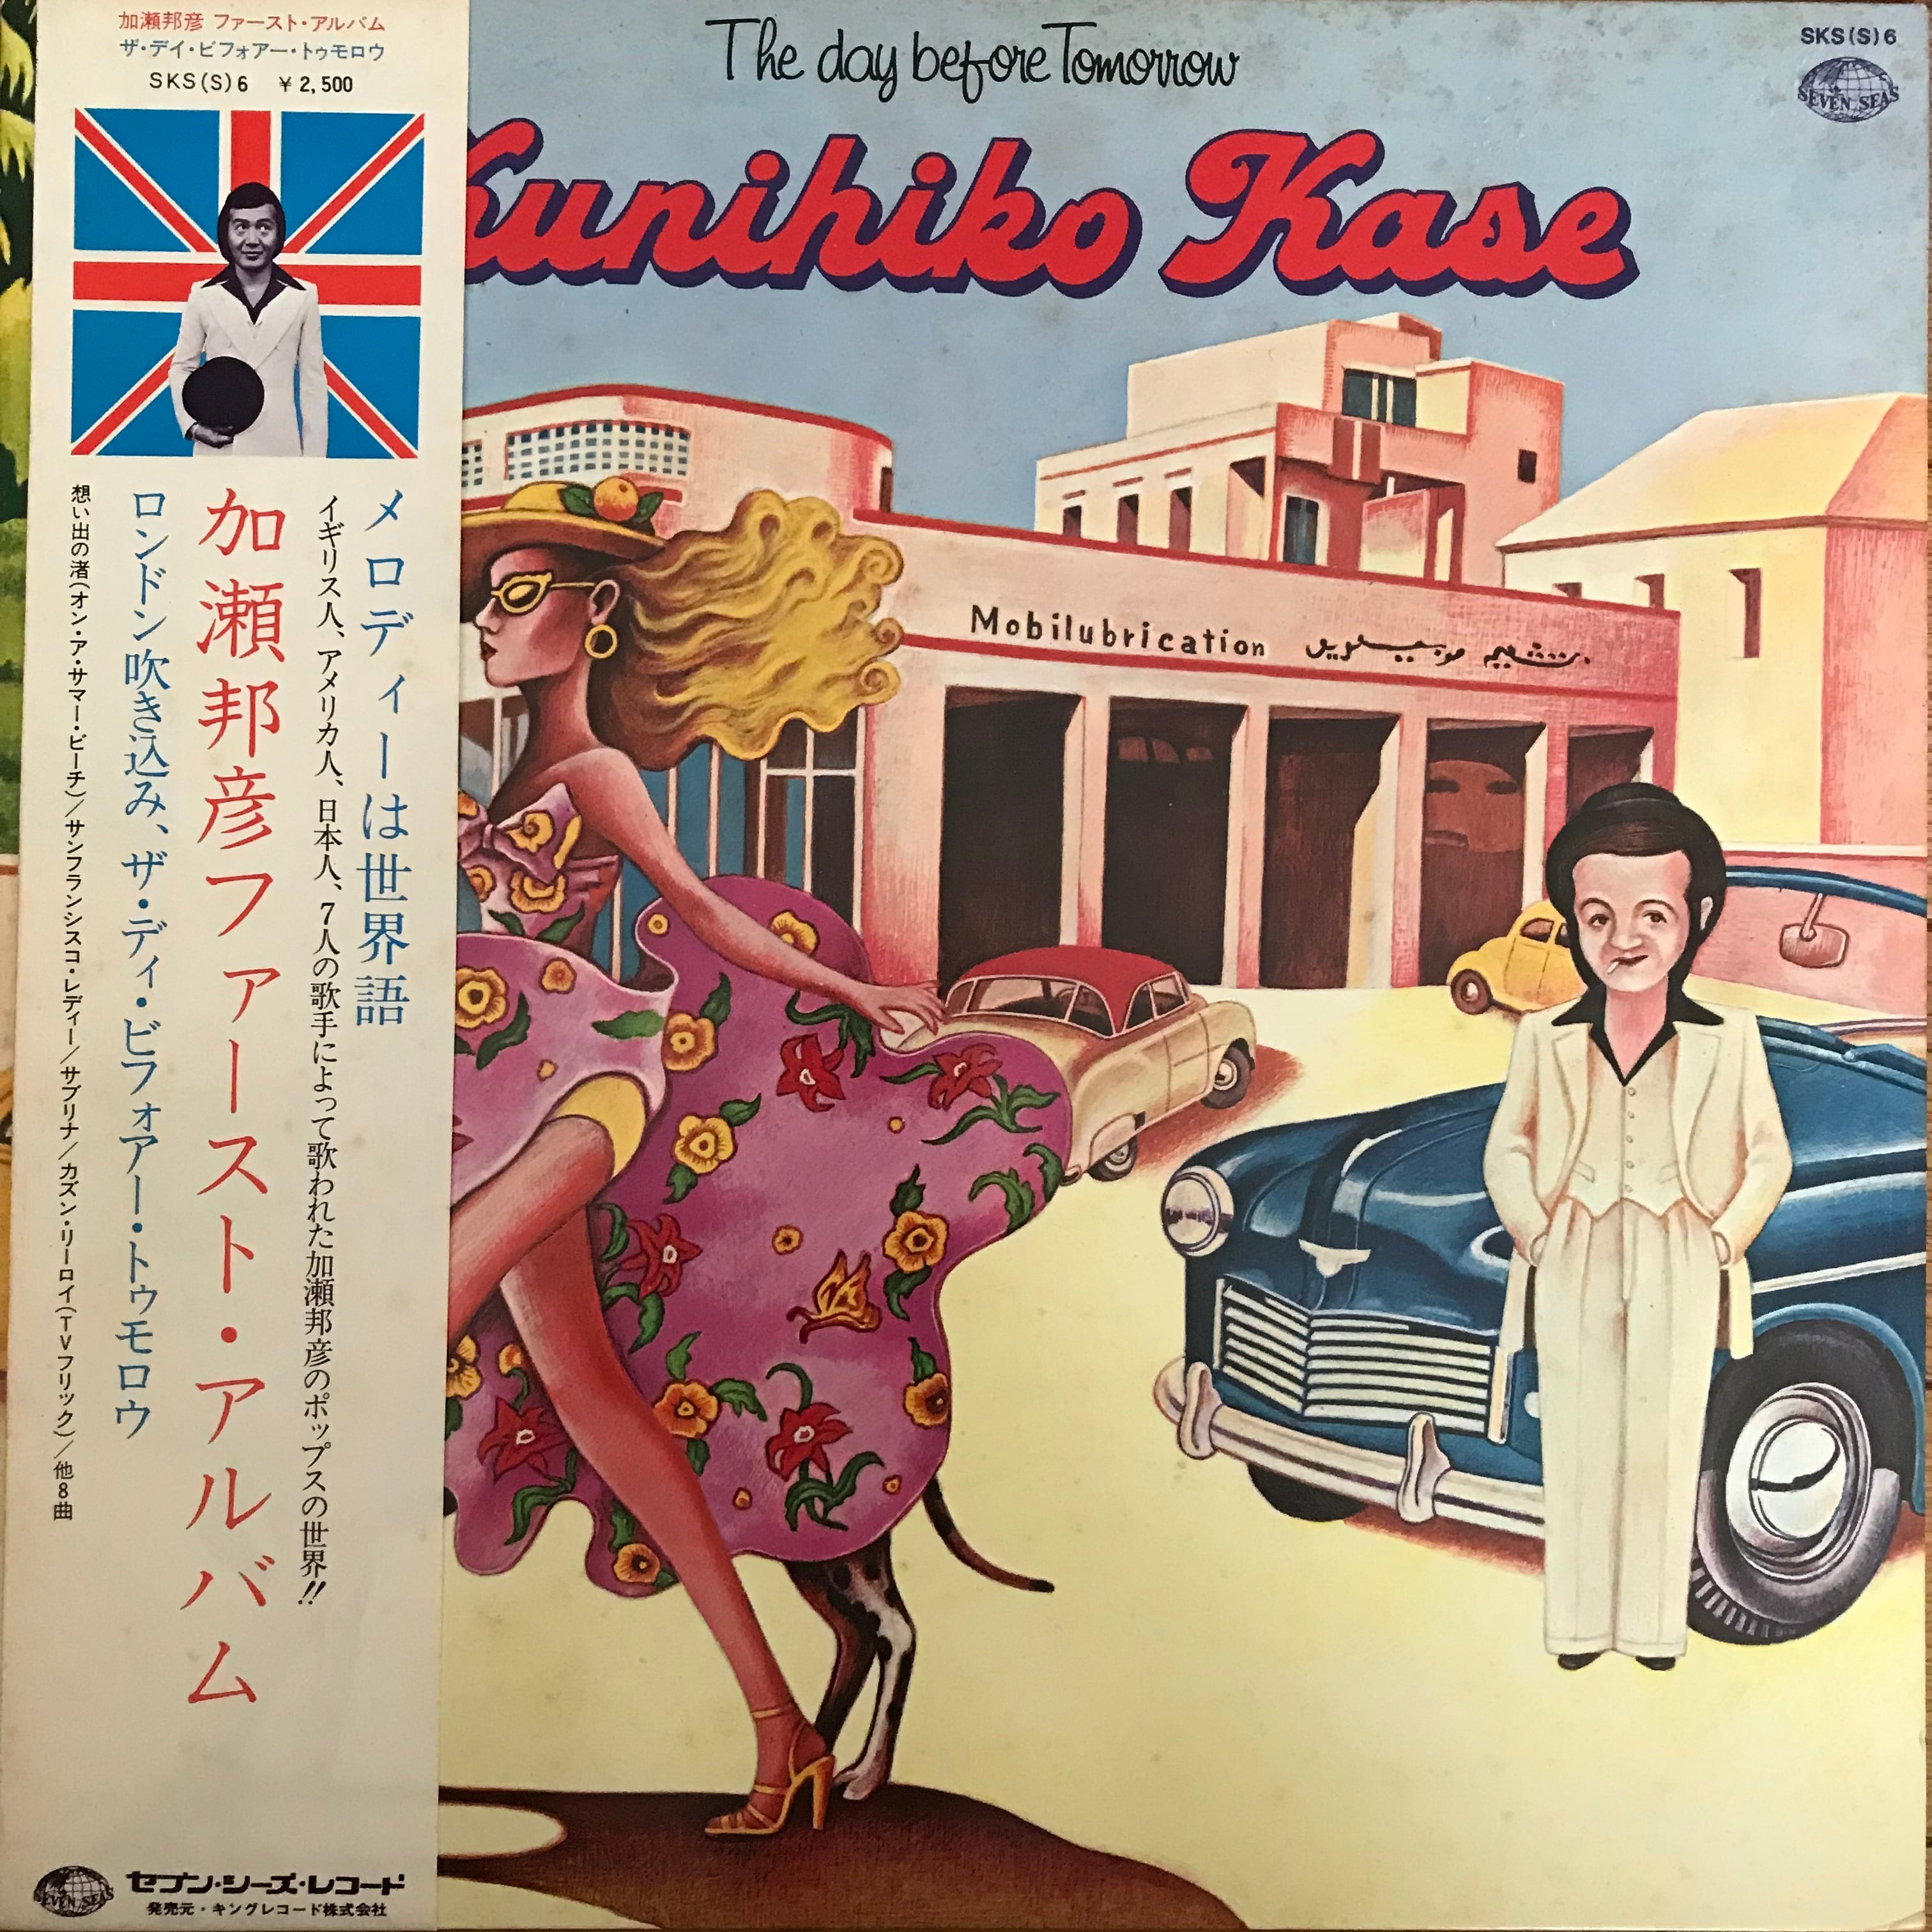 加瀬邦彦 ファースト・アルバム
ザ・デイ・ビフォアー・トゥモロウ
SKS(S)6 ¥2,500
メロディーは世界語
イギリス人、アメリカ人、日本人、7人の歌手によって歌われた加瀬邦彦のポップスの世界!!
加瀬邦彦ファースト・アルバム
ロンドン吹き込み、ザ・デイ・ビフォアー・トゥモロウ
想い出の渚(オン・ア・サマー・ビーチ)/サンフランシスコ・レディー/サブリナ/カズン・リーロイ(TVフリック)/他8曲
SEVEN SEAS
セブン・シーズ・レコード
発売元・キングレコード株式会社
The day before Tomorrow
Kunihiko Kase
SKS(S)6
SEVEN SEAS
Mobilubrication